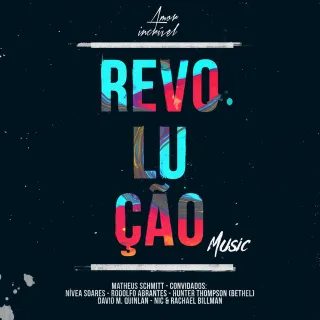 Amor
incrível
REVO.
LU
ÇÃO
Music
MATHEUS SCHMITT - CONVIDADOS:
NÍVEA SOARES - RODOLFO ABRANTES - HUNTER THOMPSON (BETHEL)
DAVID M. QUINLAN - NIC & RACHAEL BILLMAN